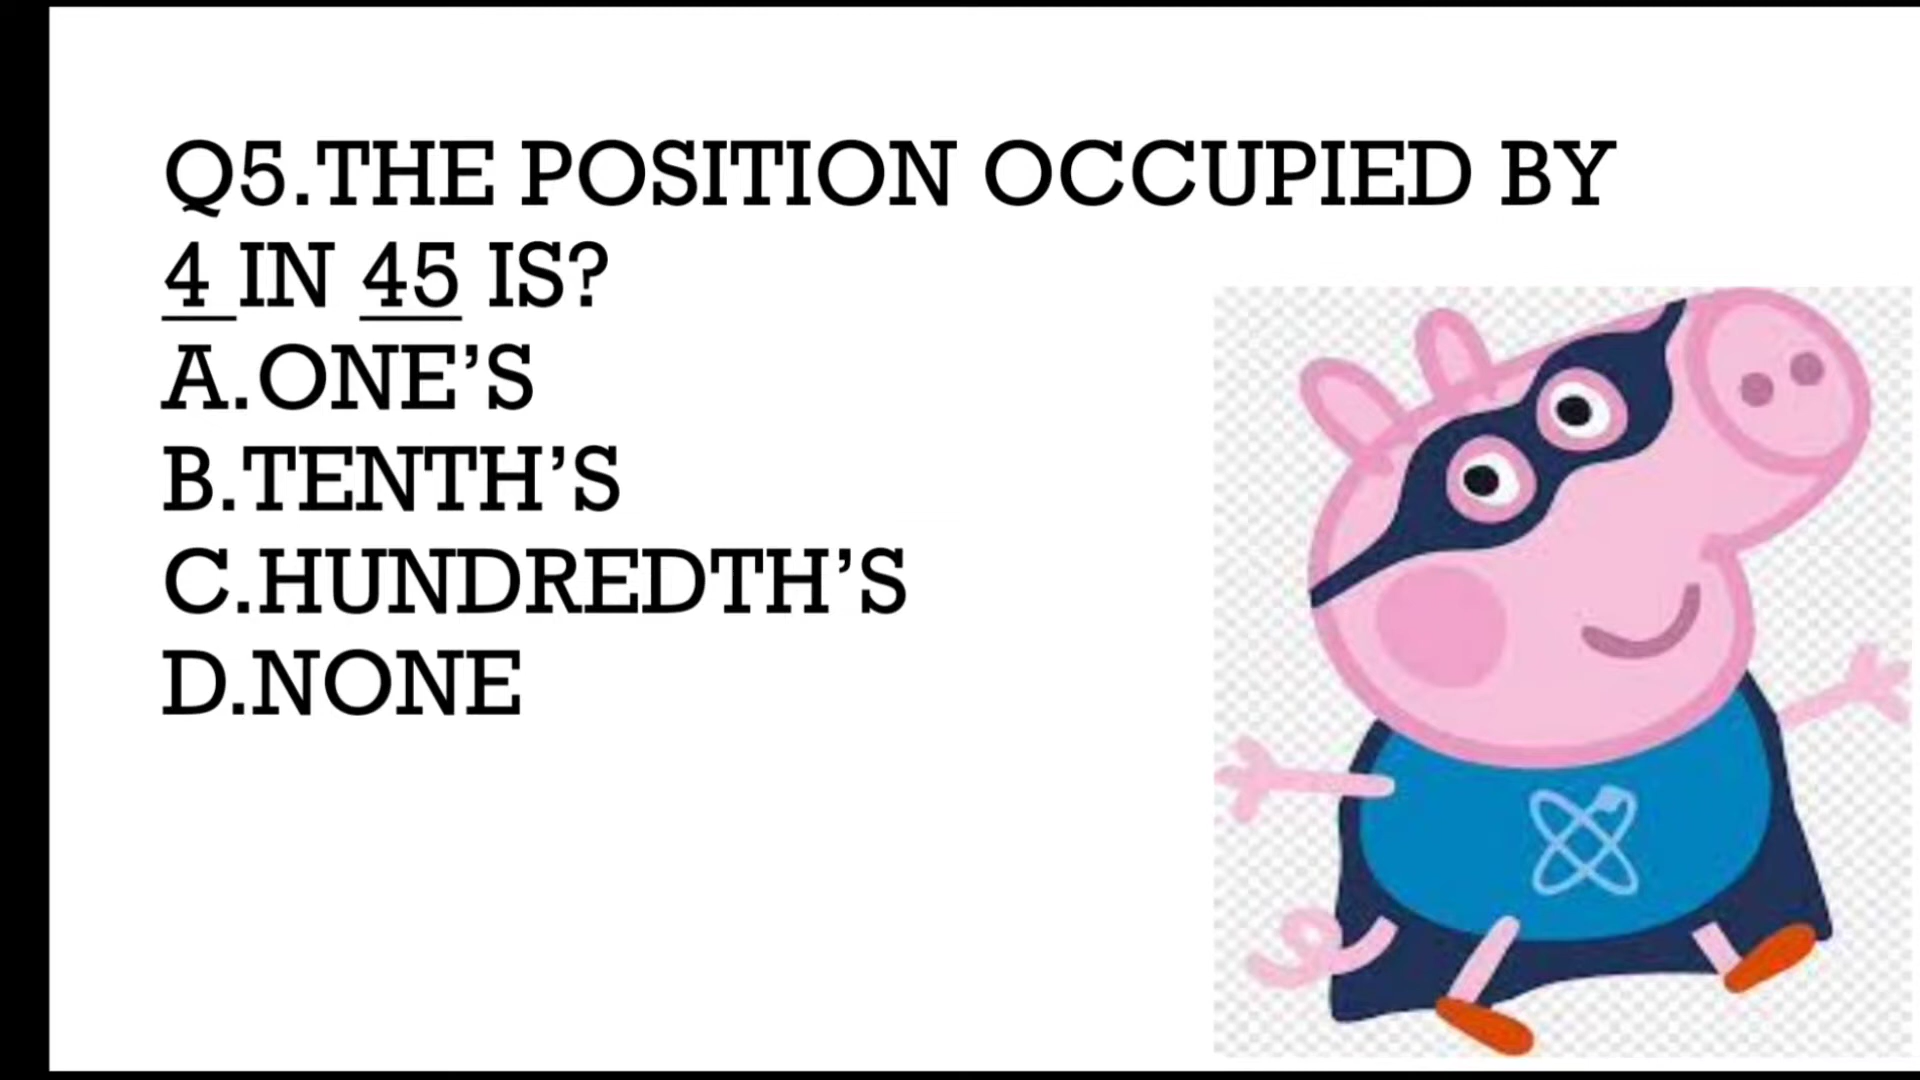 Q5.THE POSITION OCCUPIED BY
4 IN 45 IS?
A.ONE’S
B.TENTH’S
C.HUNDREDTH’S
D.NONE